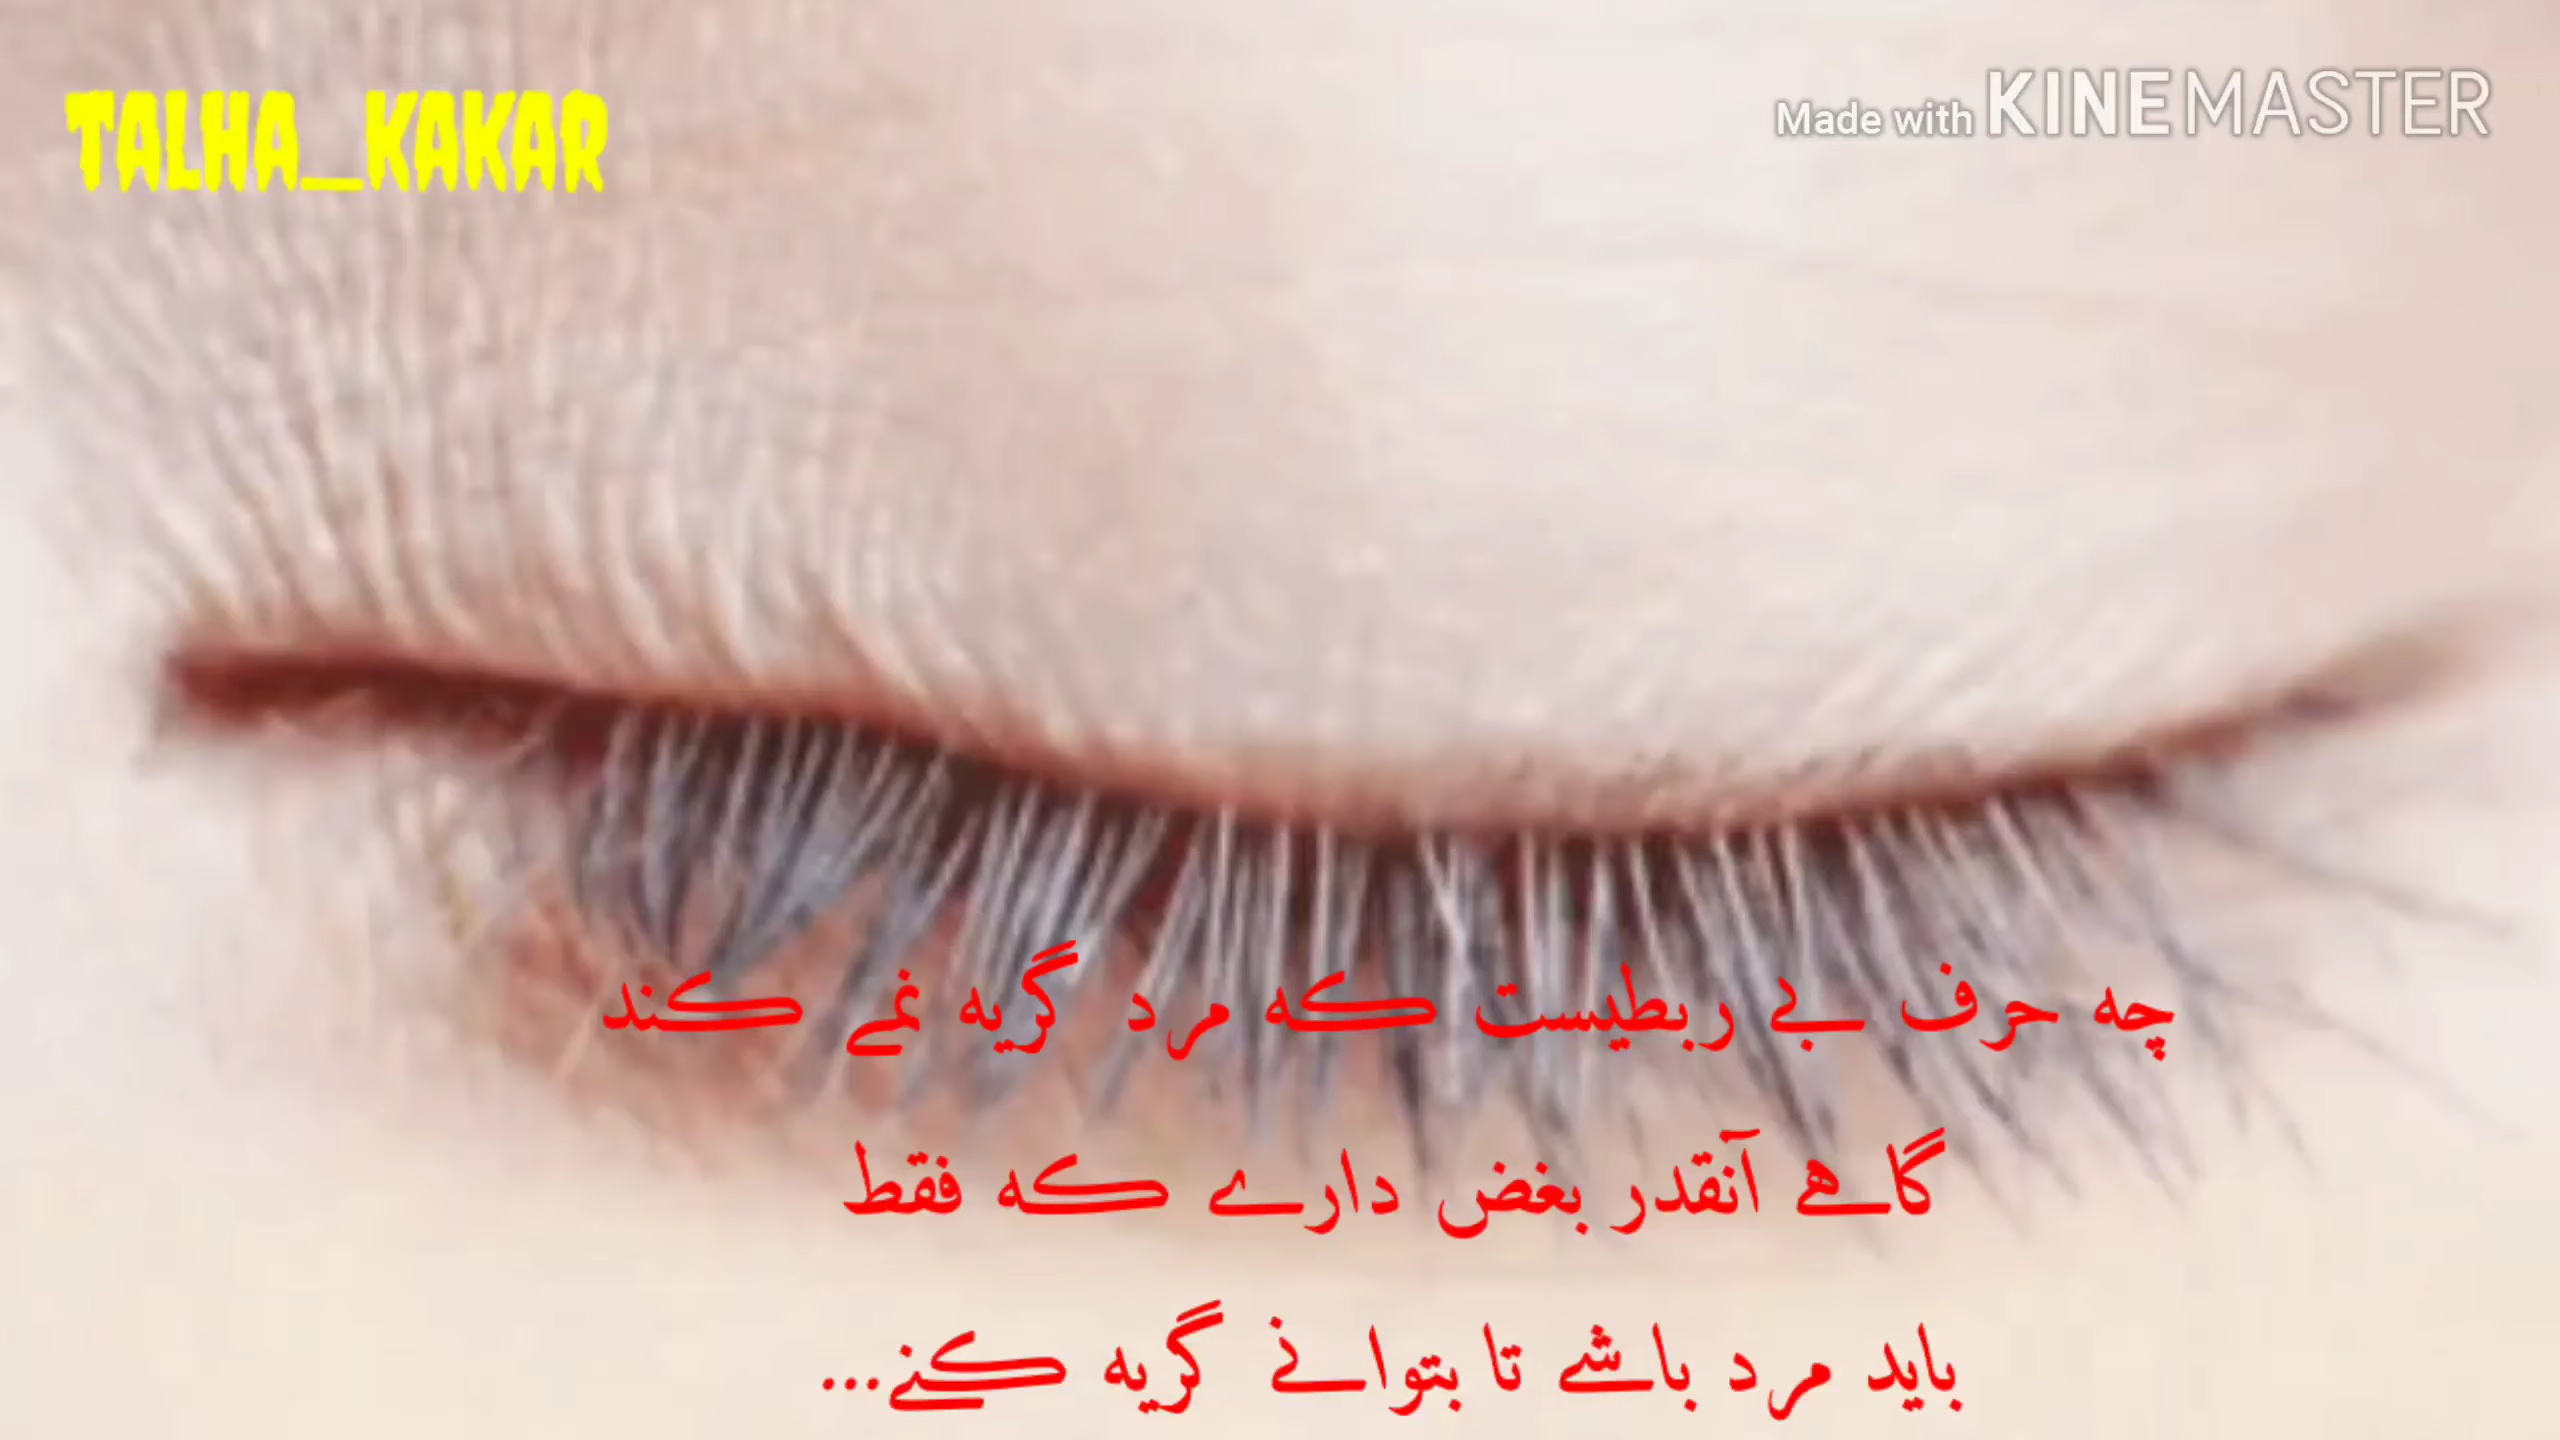 TALHA_KAKAR
Made with KINEMASTER
چه حرف بے ربطیست که مرد گریه نمے کند
گاهے آنقدر بغض دارے که فقط
باید مرد باشے تا بتوانے گریه کنے...